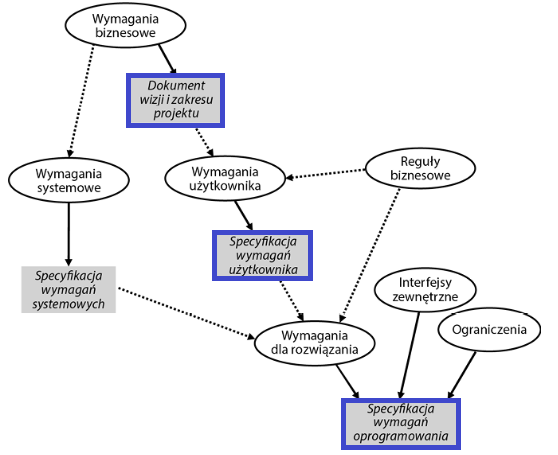 Wymagania
biznesowe
Dokument
wizji i zakresu
projektu
Wymagania
systemowe
Wymagania
użytkownika
Reguły
biznesowe
Specyfikacja
wymagań
systemowych
Specyfikacja
wymagań
użytkownika
Interfejsy
zewnętrzne
Ograniczenia
Wymagania
dla rozwiązania
Specyfikacja
wymagań
oprogramowania